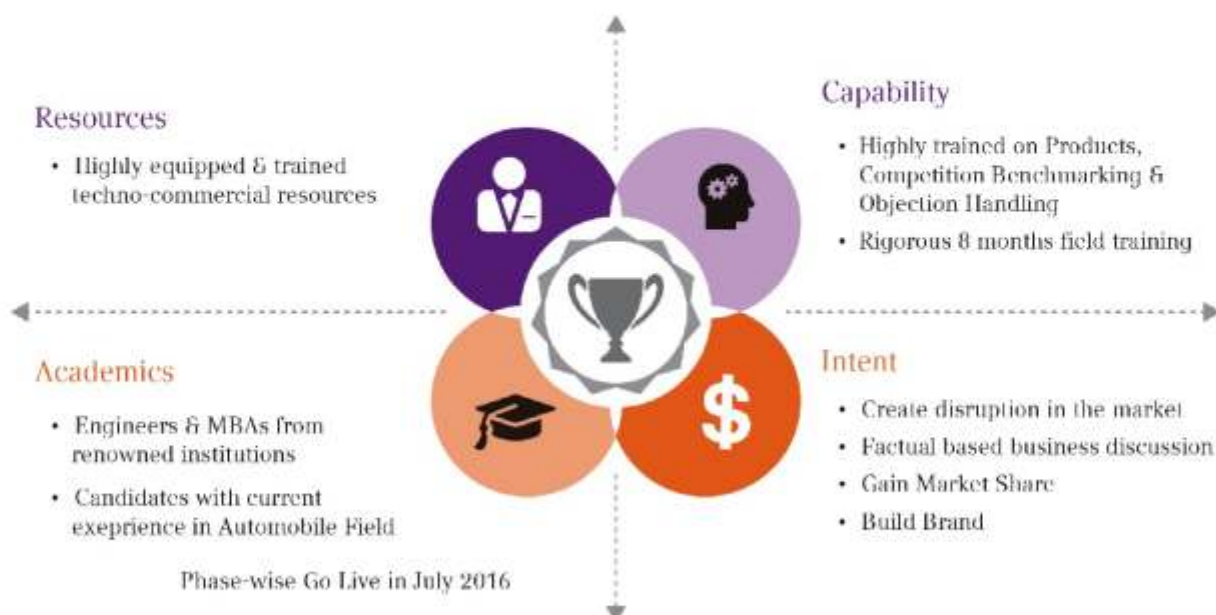 Resources
• Highly equipped & trained
techno-commercial resources
Capability
• Highly trained on Products,
Competition Benchmarking &
Objection Handling
• Rigorous 8 months field training
Academics
• Engineers & MBAs from
renowned institutions
• Candidates with current
exeprience in Automobile Field
Phase-wise Go Live in July 2016
Intent
• Create disruption in the market
• Factual based business discussion
• Gain Market Share
• Build Brand
$